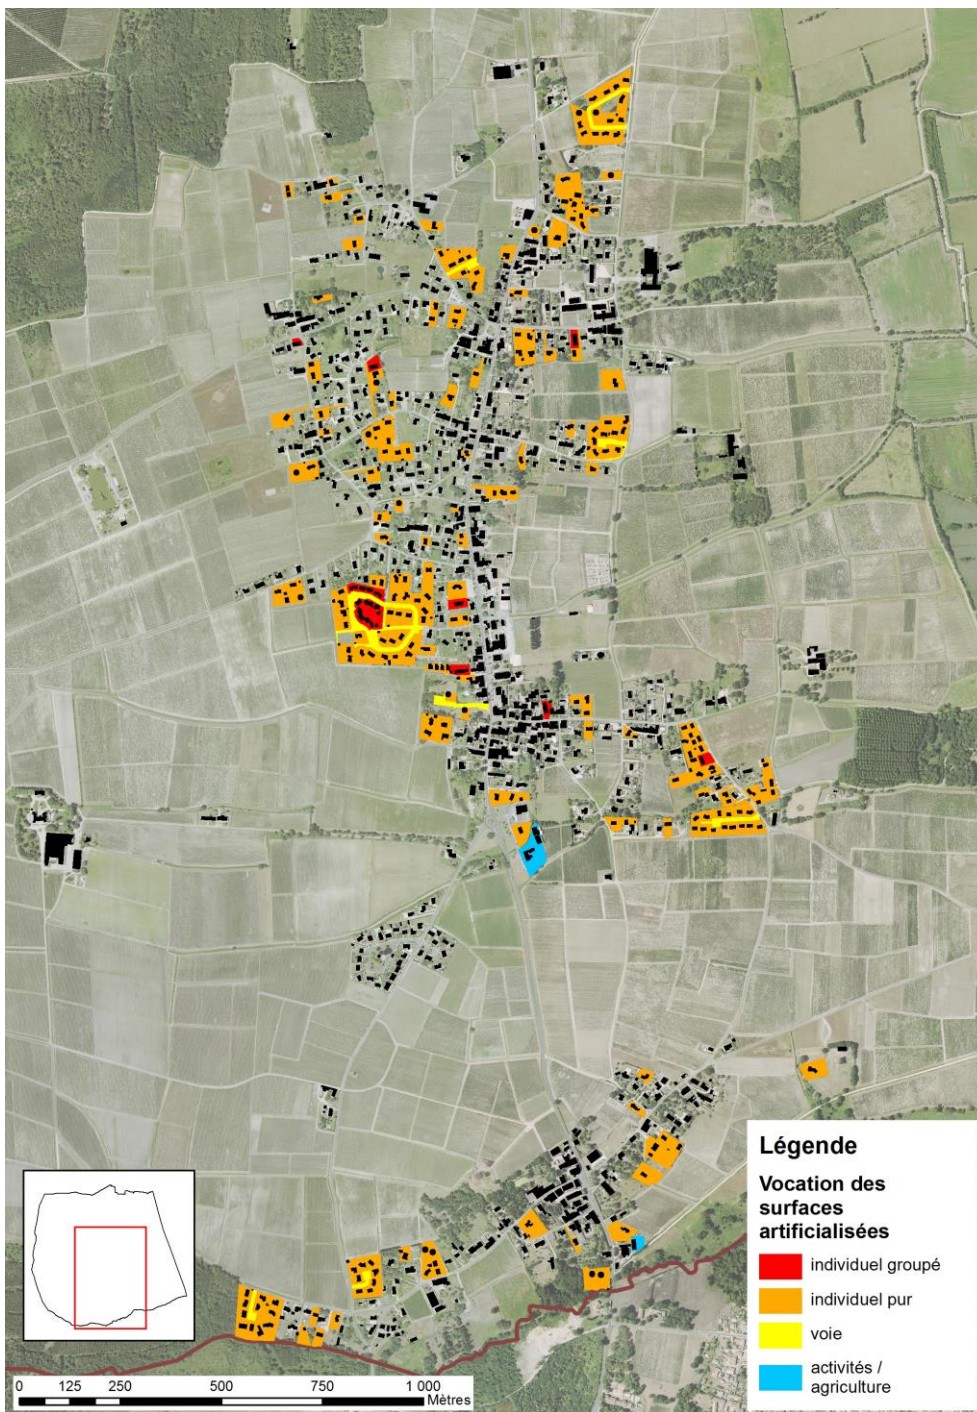 Légende
Vocation des
surfaces
artificialisées
individuel groupé
individuel pur
voie
activités /
agriculture
0 125 250 500 750 1 000
Mètres